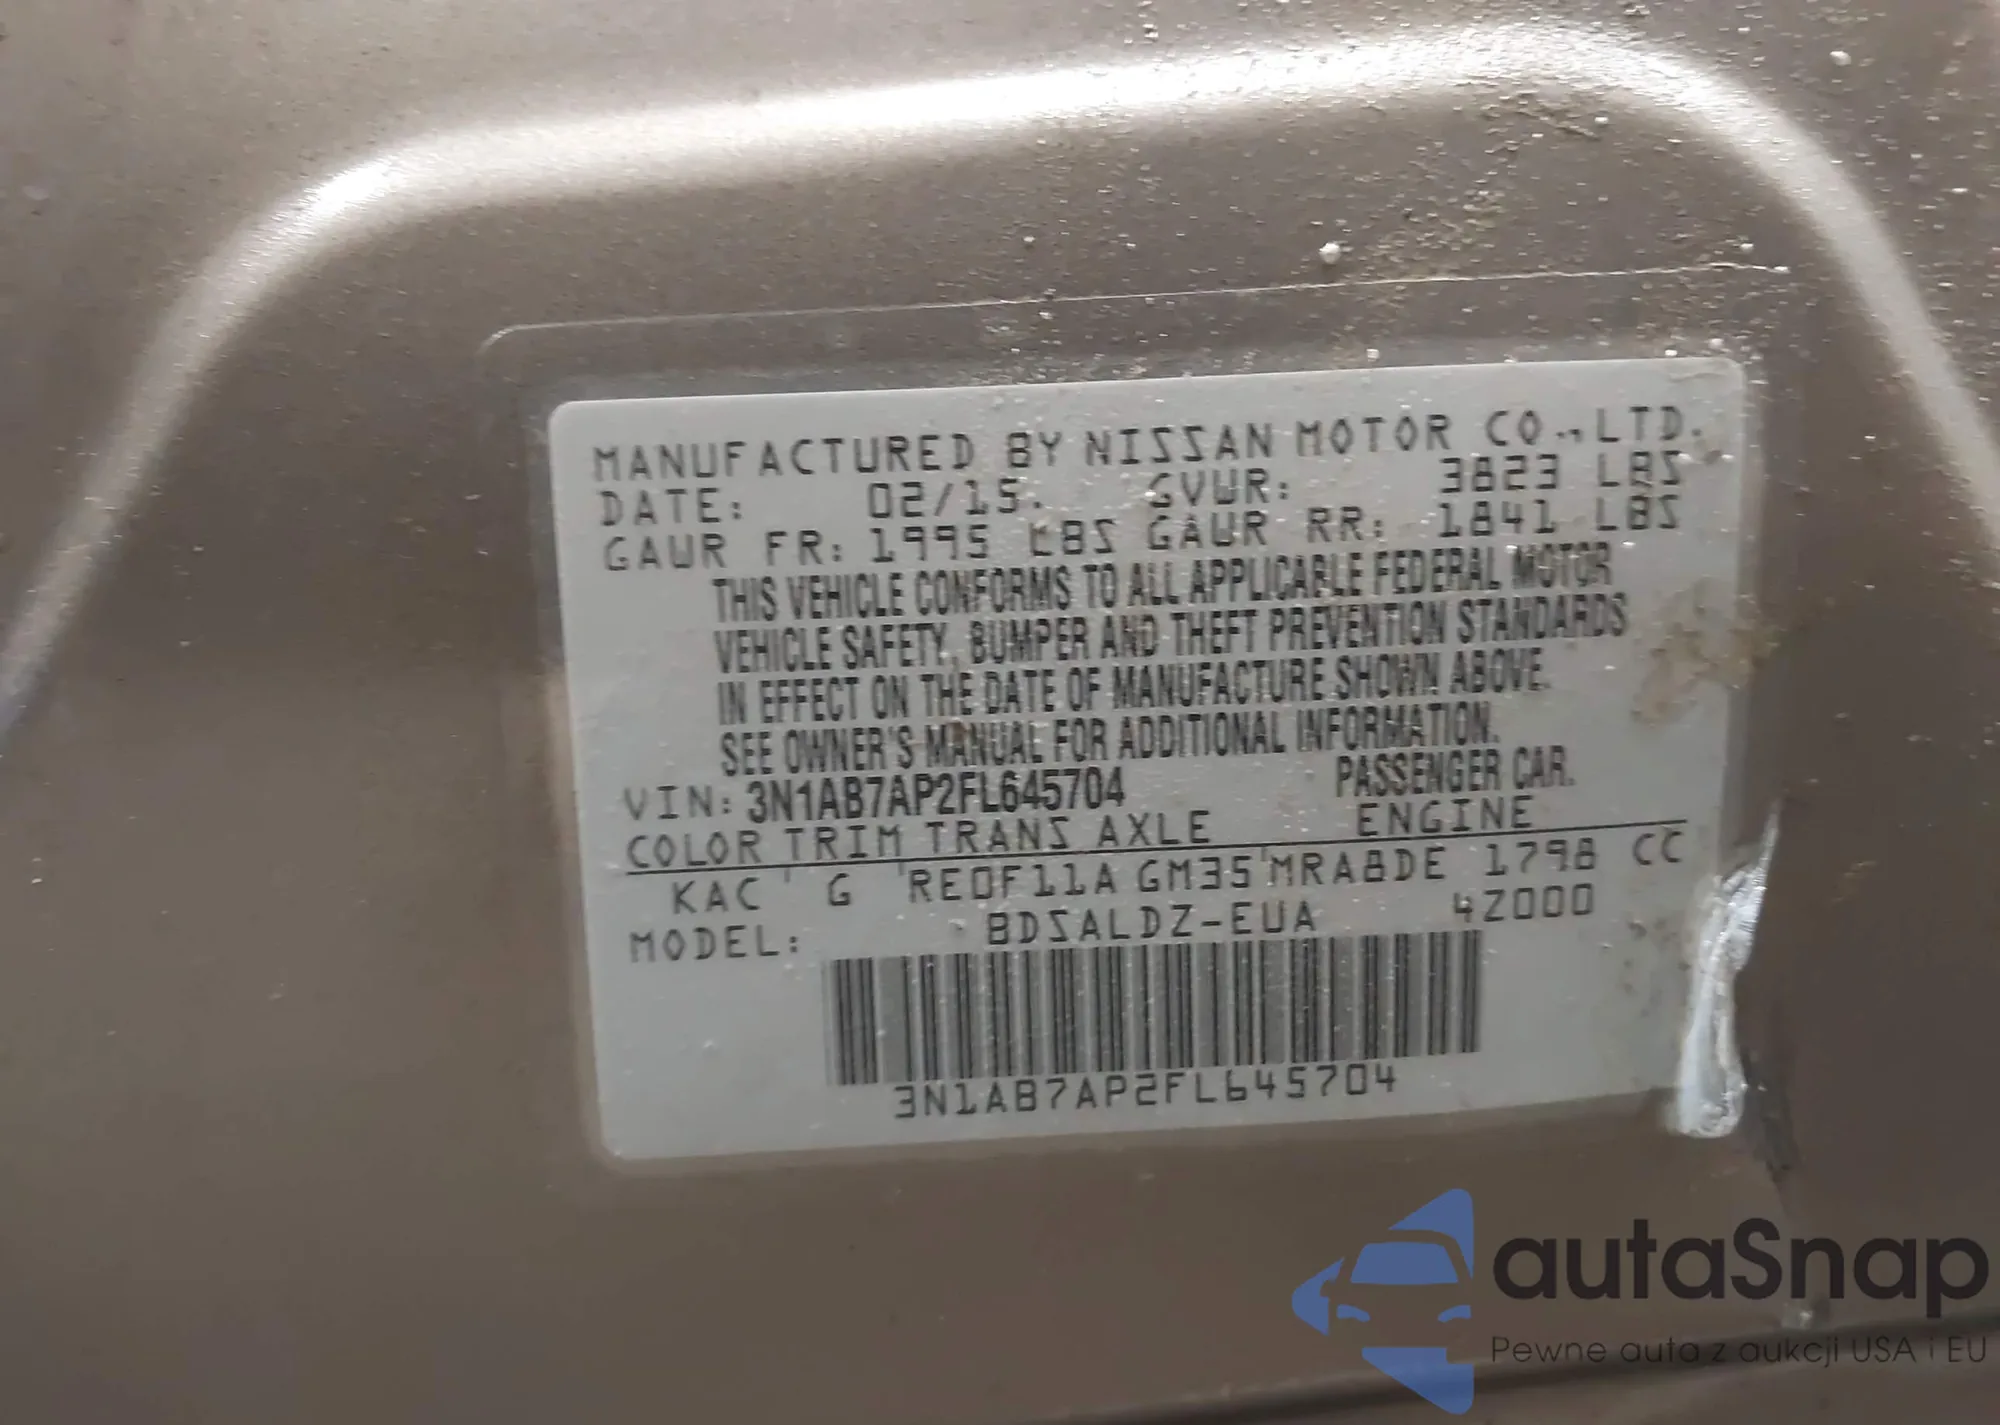 MANUFACTURED BY NISSAN MOTOR CO.,LTD.
DATE: 02/15. GVWR: 3823 LBS
GAWR FR: 1995 LBS GAWR RR: 1841 LBS
THIS VEHICLE CONFORMS TO ALL APPLICABLE FEDERAL MOTOR
VEHICLE SAFETY, BUMPER AND THEFT PREVENTION STANDARDS
IN EFFECT ON THE DATE OF MANUFACTURE SHOWN ABOVE.
SEE OWNER'S MANUAL FOR ADDITIONAL INFORMATION.
VIN: 3N1AB7AP2FL645704 PASSENGER CAR.
COLOR TRIM TRANS AXLE ENGINE
KAC G RE0F11A GM35 MRA8DE 1798 CC
MODEL: BDSALDZ-EUA 4Z000
3N1AB7AP2FL645704
autaSnap
Pewne auta z aukcji USA i EU